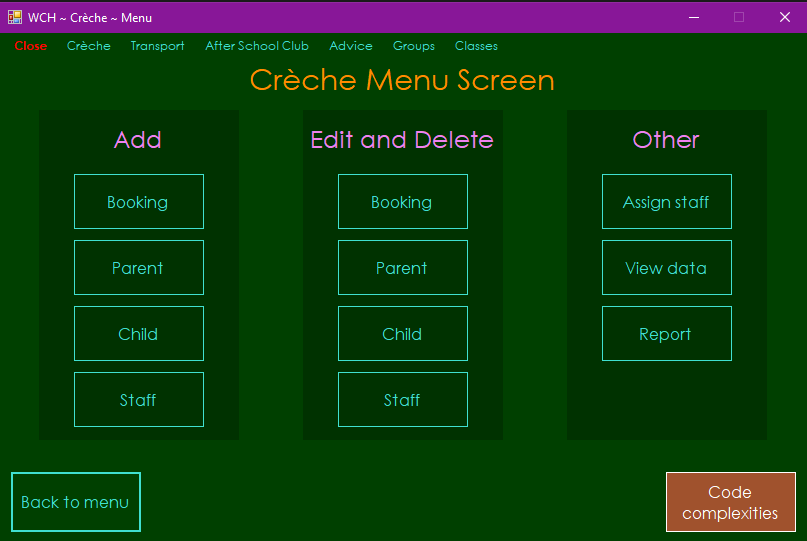 WCH ~ Crèche ~ Menu
Close Crèche Transport After School Club Advice Groups Classes
Crèche Menu Screen
Add
Booking
Parent
Child
Staff
Edit and Delete
Booking
Parent
Child
Staff
Other
Assign staff
View data
Report
Back to menu
Code
complexities